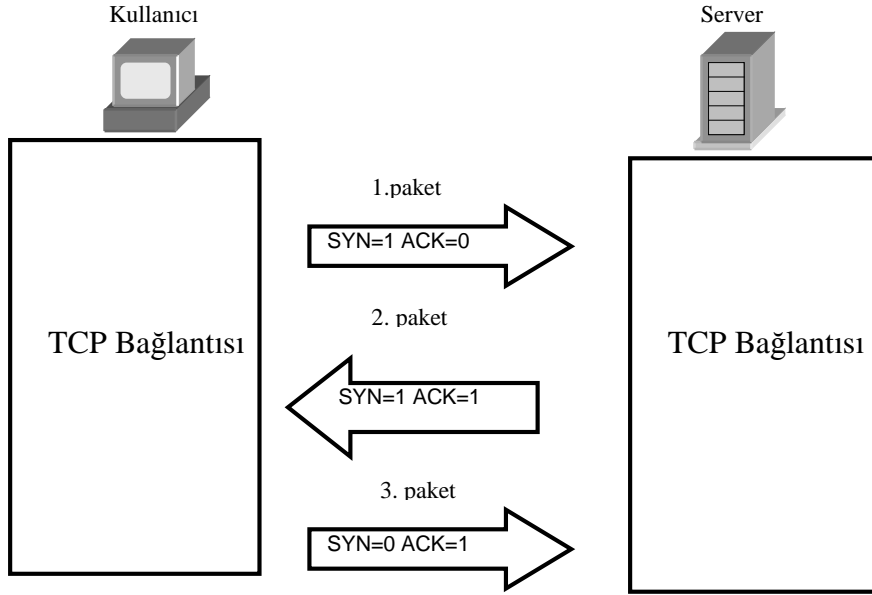 Kullanıcı
Server
1.paket
SYN=1 ACK=0
TCP Bağlantısı
2. paket
TCP Bağlantısı
SYN=1 ACK=1
3. paket
SYN=0 ACK=1